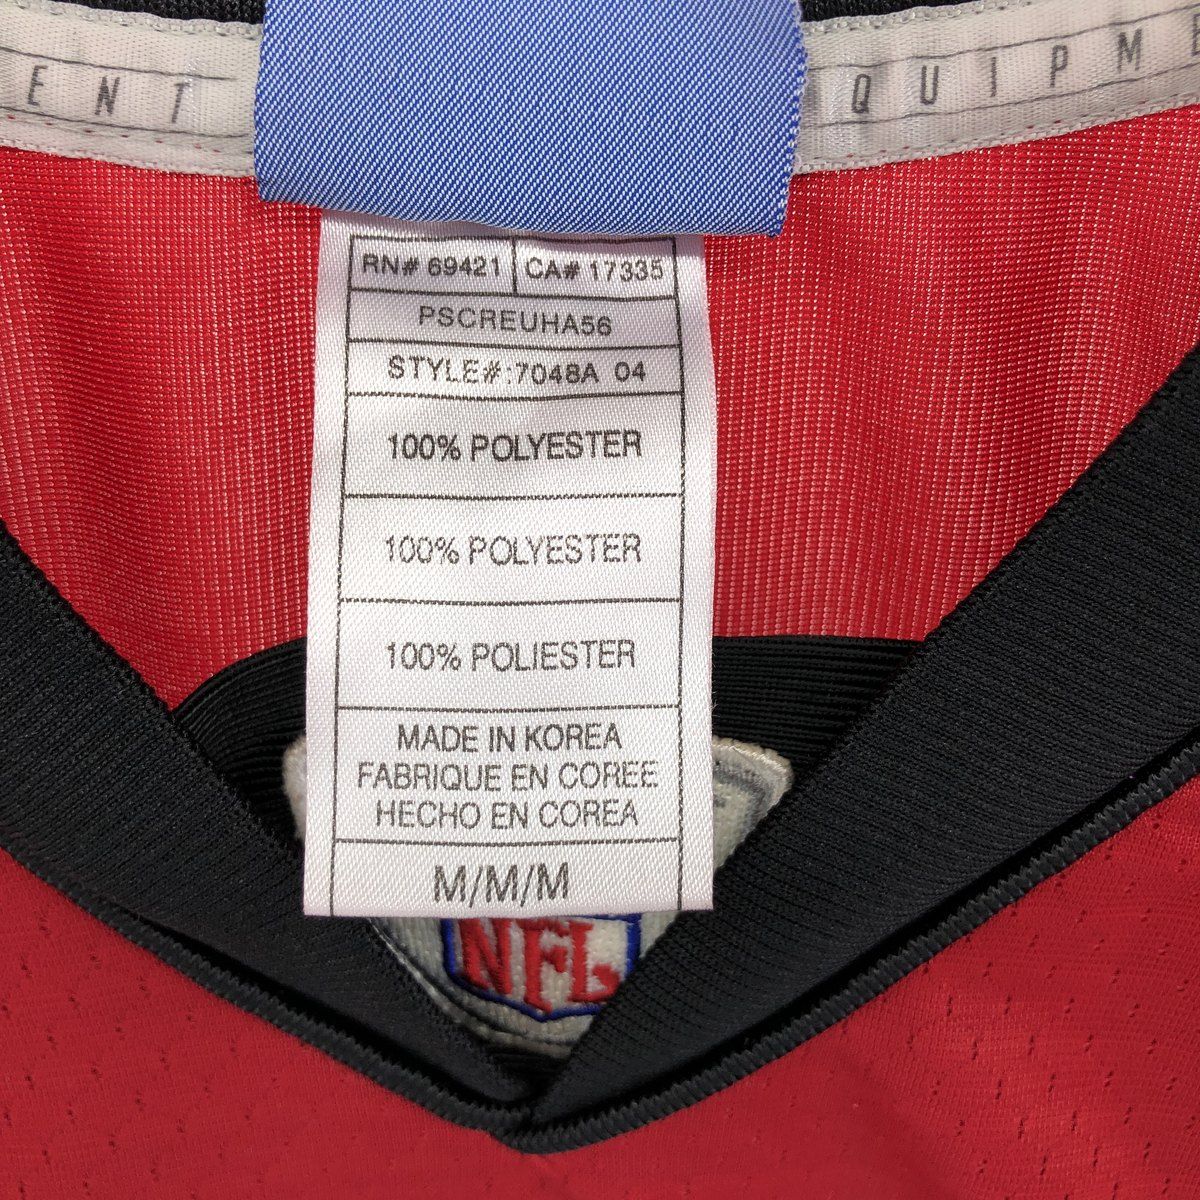 ENT
QUIPME
RN# 69421 CA# 17335
PSCREUHA56
STYLE#:7048A 04
100% POLYESTER
100% POLYESTER
100% POLIESTER
MADE IN KOREA
FABRIQUE EN COREE
HECHO EN COREA
M/M/M
NFL